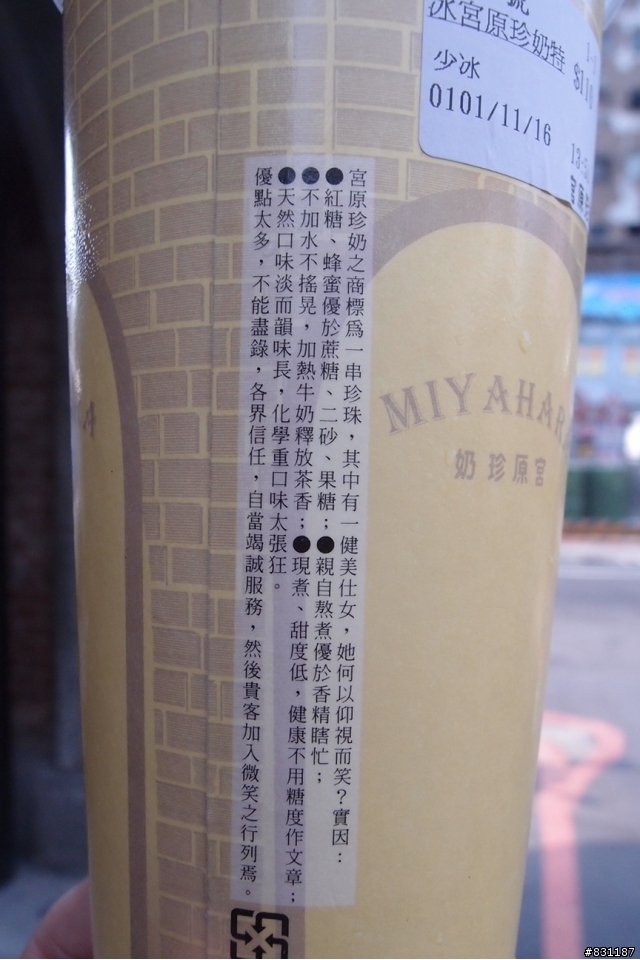 冰宮原珍奶特
$110
少冰
0101/11/16
宮原珍奶之商標為一串珍珠，其中有一健美仕女，她何以仰視而笑？實因：
●紅糖、蜂蜜優於蔗糖、二砂、果糖；●親自熬煮優於香精瞎忙；
●不加水不搖晃，加熱牛奶釋放茶香；●現煮、甜度低，健康不用糖度作文章；
●天然口味淡而韻味長，化學重口味太張狂。
優點太多，不能盡錄，各界信任，自當竭誠服務，然後貴客加入微笑之行列焉。
MIYAHARA
奶珍原宮
#831187